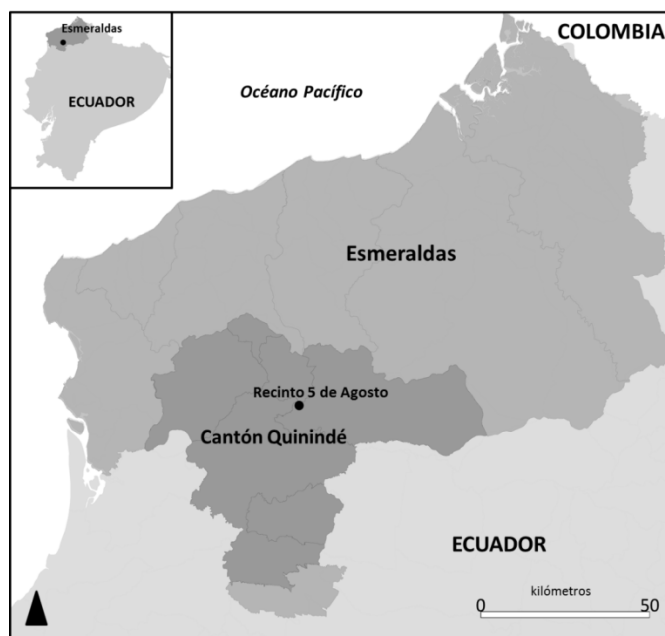 Esmeraldas
ECUADOR
COLOMBIA
Océano Pacífico
Esmeraldas
Recinto 5 de Agosto
Cantón Quinindé
ECUADOR
kilómetros
0 50